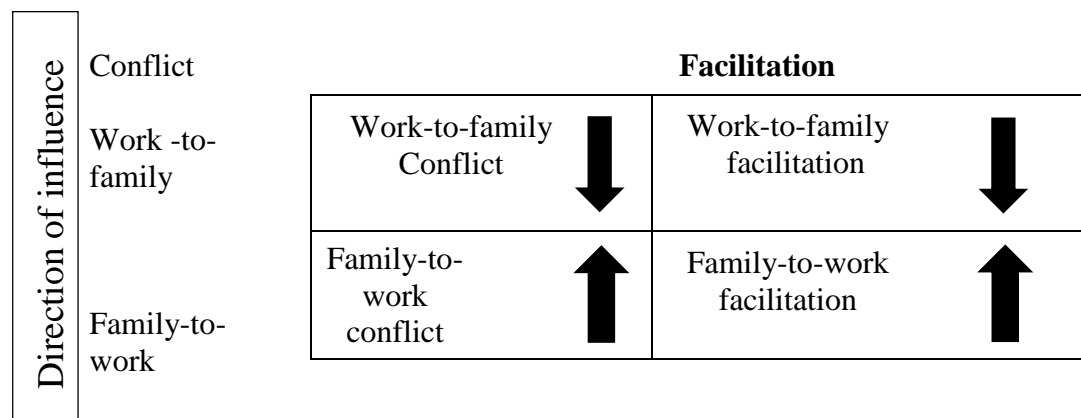 Direction of influence
Conflict
Facilitation
Work -to-
family
Work-to-family
Conflict
Work-to-family
facilitation
Family-to-
work
Family-to-
work
conflict
Family-to-work
facilitation